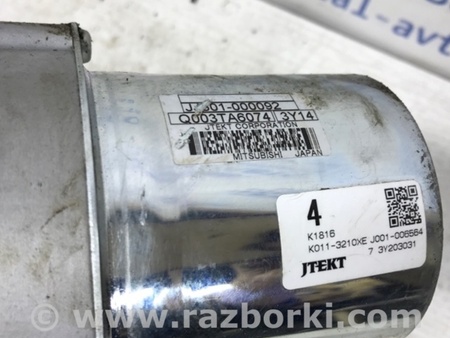 J001-000092
Q003TA6074 3Y14
JTEKT CORPORATION
MITSUBISHI JAPAN
4
K1816
K011-3210XE J001-006564
7 3Y203031
JTEKT
www.razborki.com